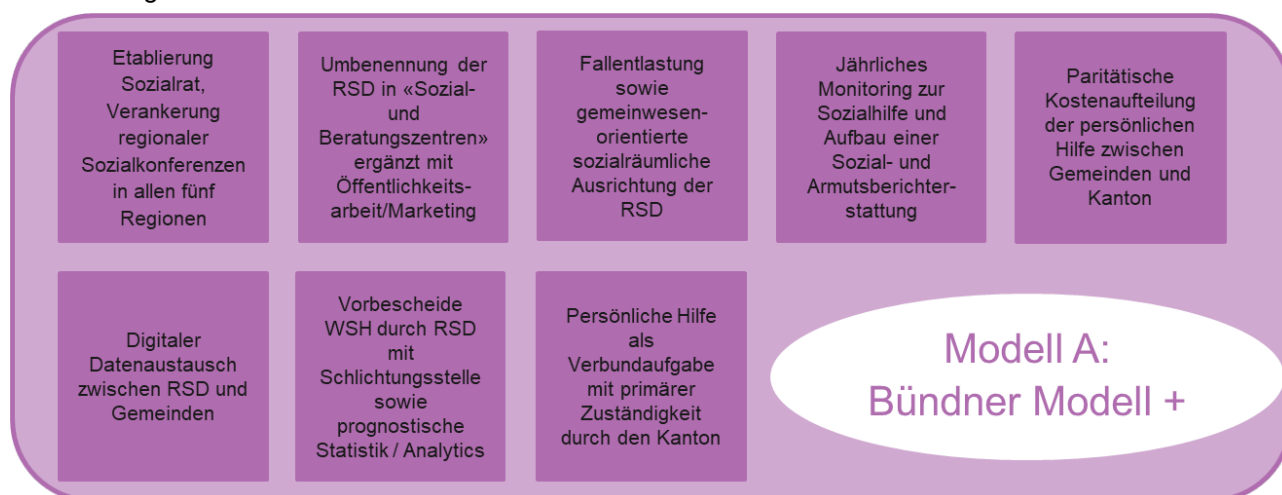 Etablierung
Sozialrat,
Verankerung
regionaler
Sozialkonferenzen
in allen fünf
Regionen
Umbenennung der
RSD in «Sozial-
und
Beratungszentren»
ergänzt mit
Öffentlichkeits-
arbeit/Marketing
Fallentlastung
sowie
gemeinwesen-
orientierte
sozialräumliche
Ausrichtung der
RSD
Jährliches
Monitoring zur
Sozialhilfe und
Aufbau einer
Sozial- und
Armutsberichter-
stattung
Paritätische
Kostenaufteilung
der persönlichen
Hilfe zwischen
Gemeinden und
Kanton
Digitaler
Datenaustausch
zwischen RSD und
Gemeinden
Vorbescheide
WSH durch RSD
mit
Schlichtungsstelle
sowie
prognostische
Statistik / Analytics
Persönliche Hilfe
als
Verbundaufgabe
mit primärer
Zuständigkeit
durch den Kanton
Modell A:
Bündner Modell +